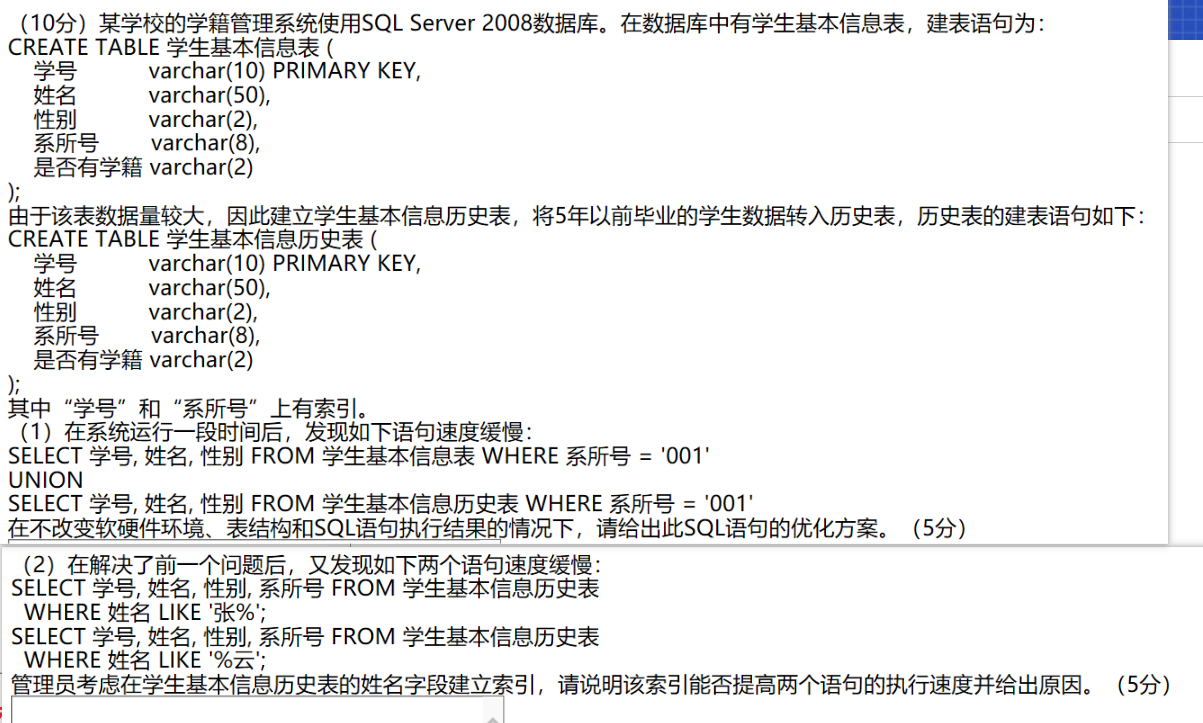 （10分）某学校的学籍管理系统使用SQL Server 2008数据库。在数据库中有学生基本信息表，建表语句为：
CREATE TABLE 学生基本信息表 (
学号 varchar(10) PRIMARY KEY,
姓名 varchar(50),
性别 varchar(2),
系所号 varchar(8),
是否有学籍 varchar(2)
);
由于该表数据量较大，因此建立学生基本信息历史表，将5年以前毕业的学生数据转入历史表，历史表的建表语句如下：
CREATE TABLE 学生基本信息历史表 (
学号 varchar(10) PRIMARY KEY,
姓名 varchar(50),
性别 varchar(2),
系所号 varchar(8),
是否有学籍 varchar(2)
);
其中“学号”和“系所号”上有索引。
（1）在系统运行一段时间后，发现如下语句速度缓慢：
SELECT 学号, 姓名, 性别 FROM 学生基本信息表 WHERE 系所号 = '001'
UNION
SELECT 学号, 姓名, 性别 FROM 学生基本信息历史表 WHERE 系所号 = '001'
在不改变软硬件环境、表结构和SQL语句执行结果的情况下，请给出此SQL语句的优化方案。（5分）
（2）在解决了前一个问题后，又发现如下两个语句速度缓慢：
SELECT 学号, 姓名, 性别, 系所号 FROM 学生基本信息历史表
WHERE 姓名 LIKE '张%';
SELECT 学号, 姓名, 性别, 系所号 FROM 学生基本信息历史表
WHERE 姓名 LIKE '%云';
管理员考虑在学生基本信息历史表的姓名字段建立索引，请说明该索引能否提高两个语句的执行速度并给出原因。（5分）